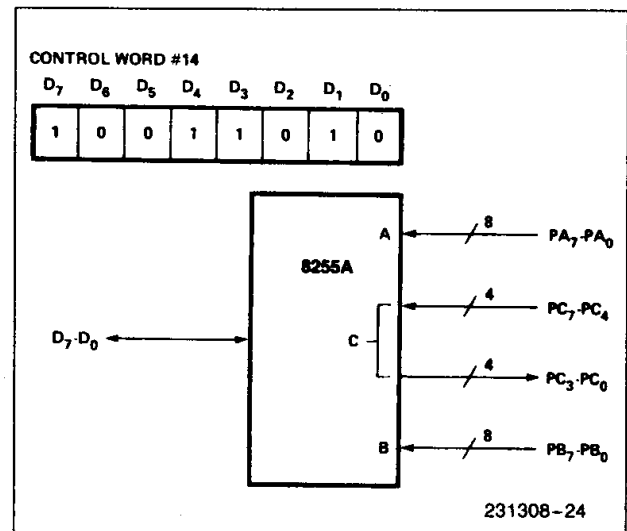 CONTROL WORD #14
D7 D6 D5 D4 D3 D2 D1 D0
1 0 0 1 1 0 1 0
8255A
A 8 PA7-PA0
4 PC7-PC4
D7-D0 C
4 PC3-PC0
B 8 PB7-PB0
231308-24